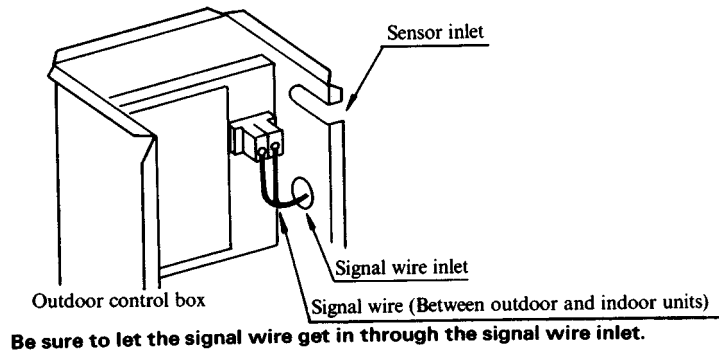 Sensor inlet
Signal wire inlet
Outdoor control box
Signal wire (Between outdoor and indoor units)
Be sure to let the signal wire get in through the signal wire inlet.